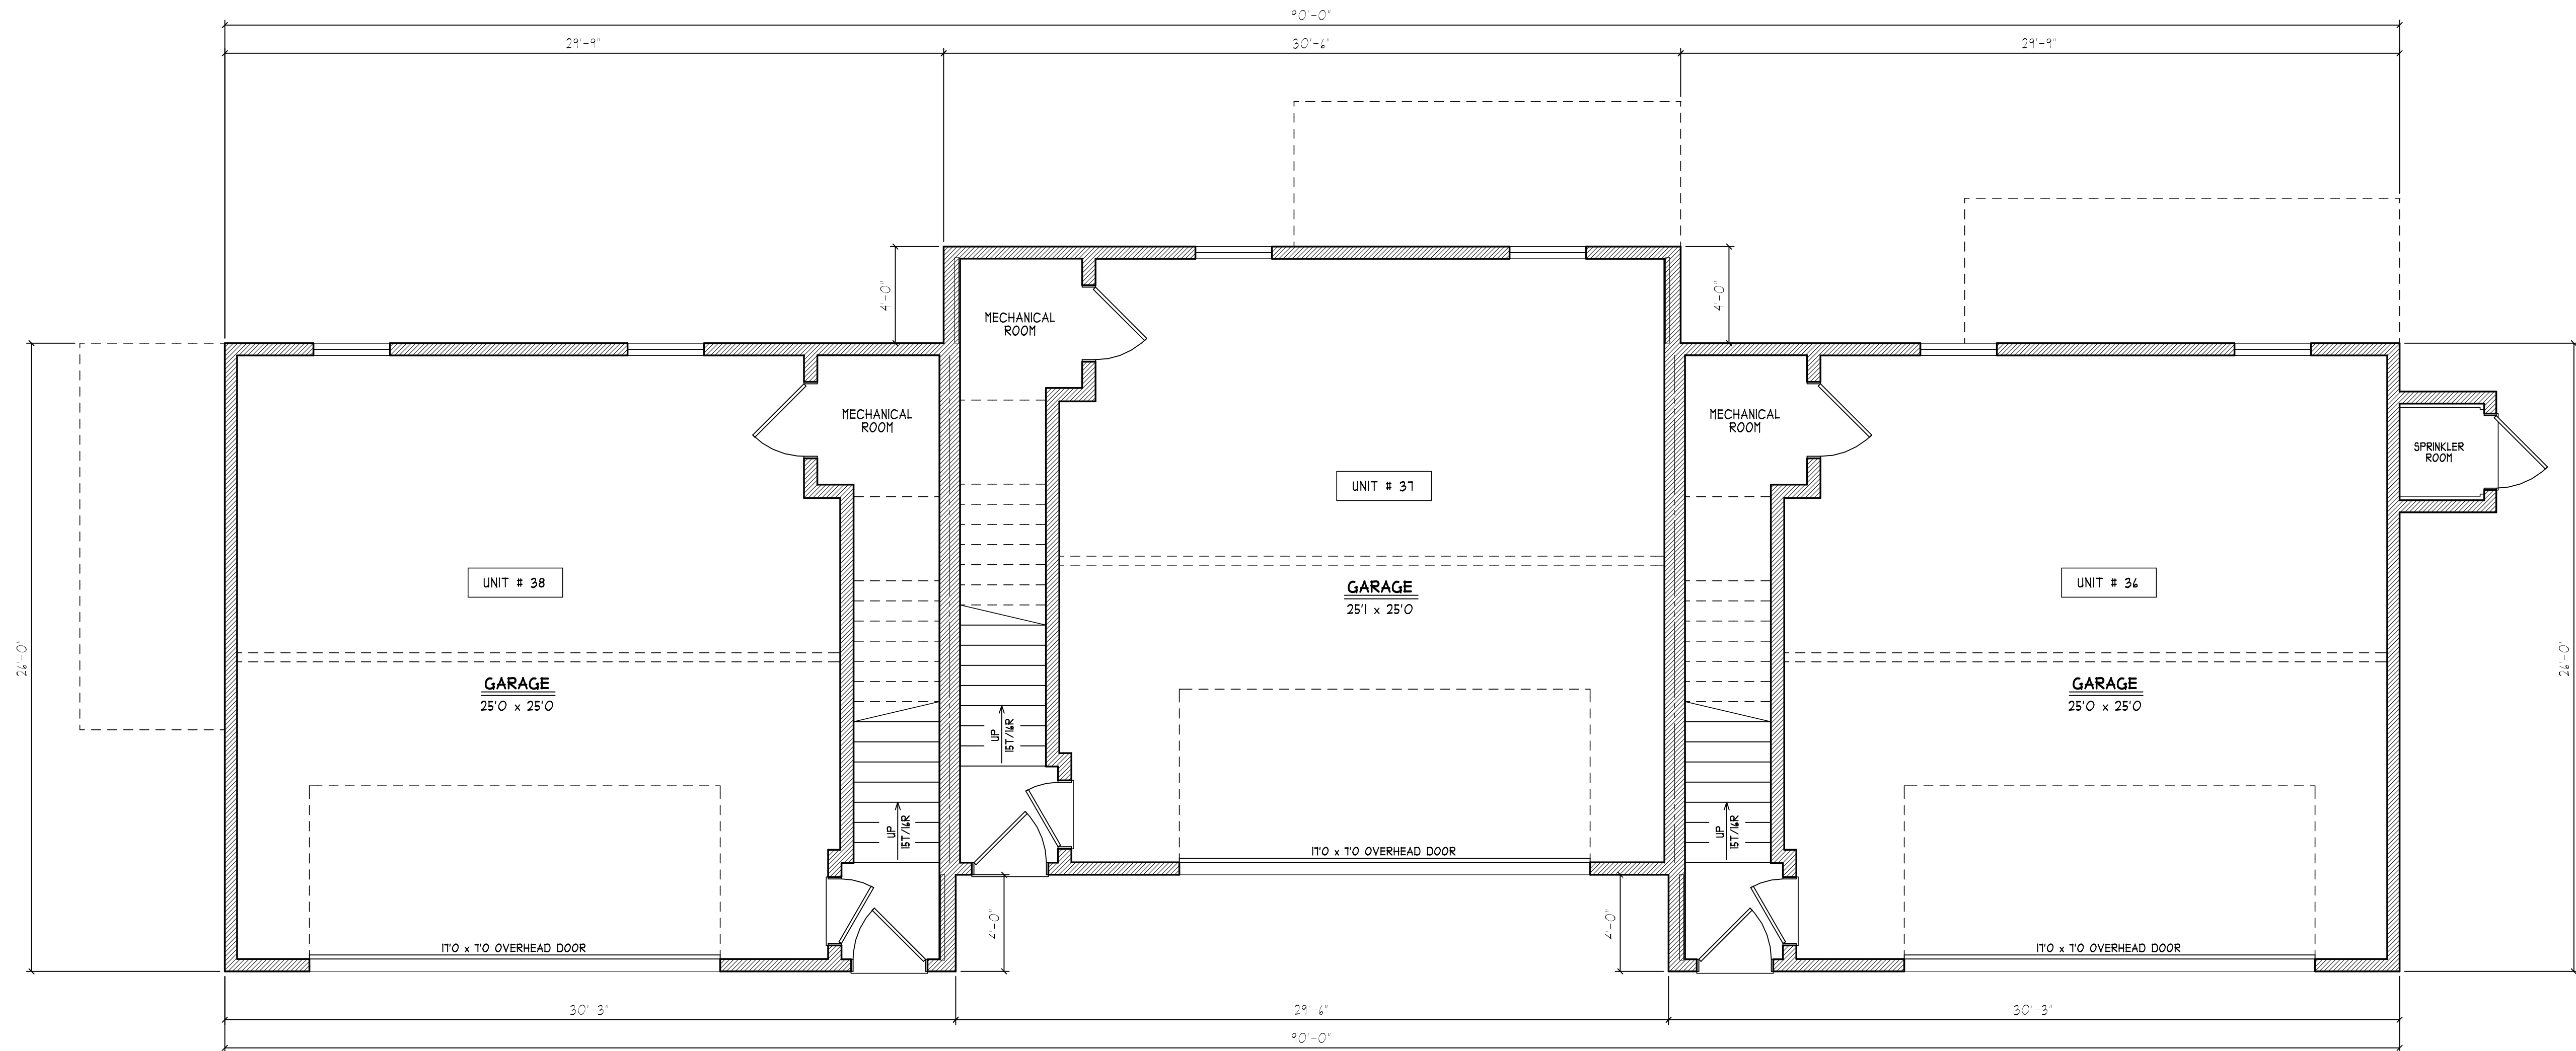 90'-0"
29'-9"
30'-6"
29'-9"
4'-0"
4'-0"
MECHANICAL
ROOM
MECHANICAL
ROOM
MECHANICAL
ROOM
SPRINKLER
ROOM
UNIT # 37
UNIT # 38
UNIT # 36
GARAGE
25'1 x 25'0
26'-0"
26'-0"
GARAGE
25'0 x 25'0
GARAGE
25'0 x 25'0
UP
15T/16R
UP
15T/16R
UP
15T/16R
17'0 x 7'0 OVERHEAD DOOR
4'-0"
4'-0"
17'0 x 7'0 OVERHEAD DOOR
17'0 x 7'0 OVERHEAD DOOR
30'-3"
29'-6"
30'-3"
90'-0"